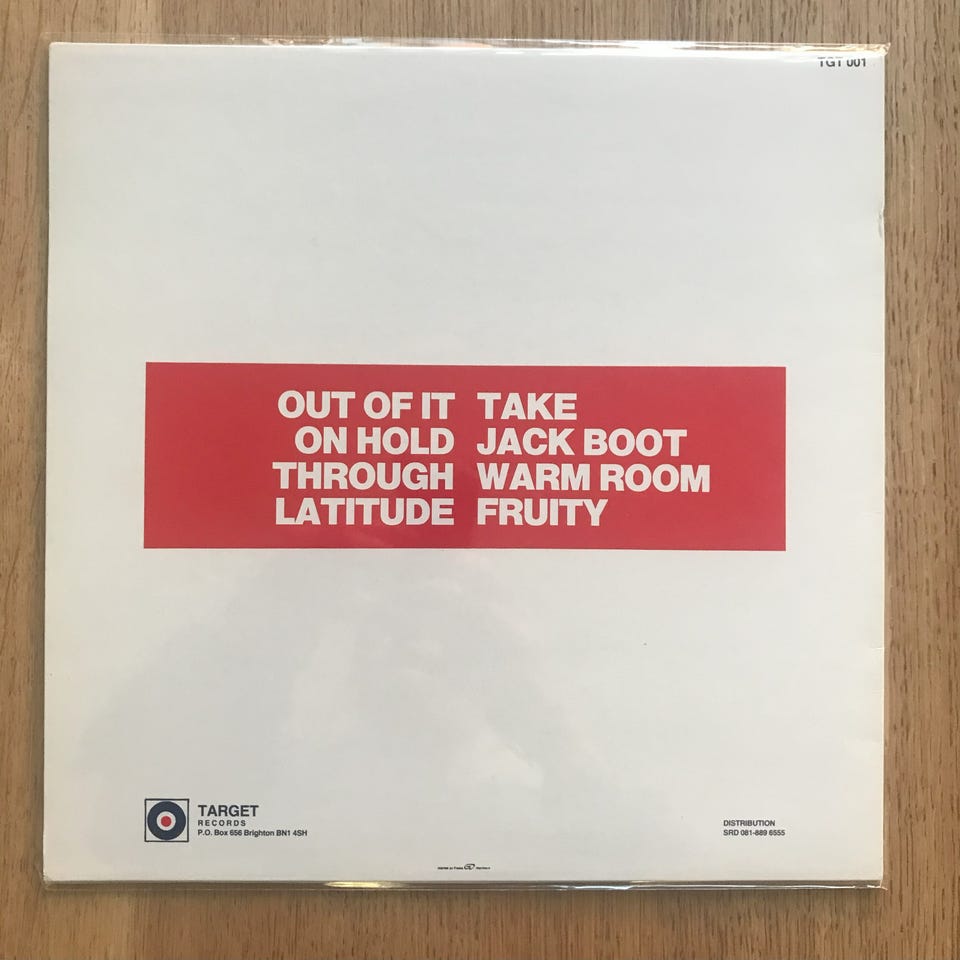 TGT 001
OUT OF IT TAKE
ON HOLD JACK BOOT
THROUGH WARM ROOM
LATITUDE FRUITY
TARGET
RECORDS
P.O. Box 656 Brighton BN1 4SH
DISTRIBUTION
SRD 081-889 6555